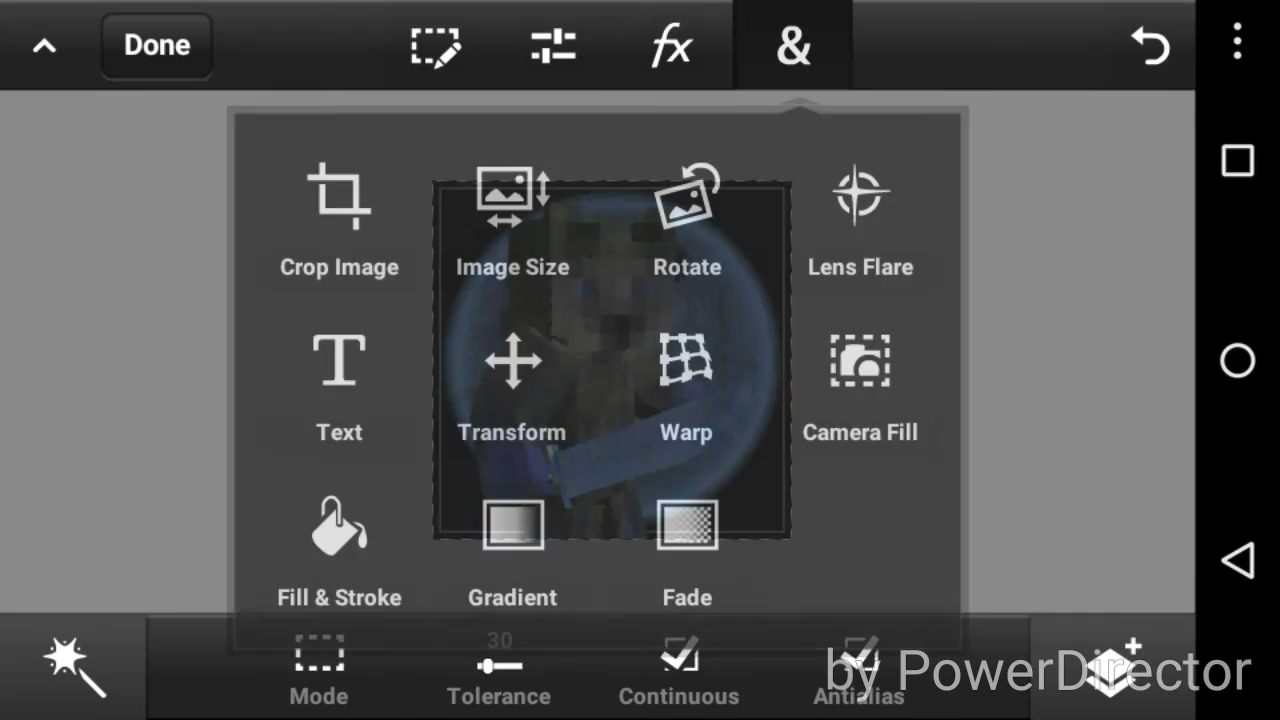 Done fx &
Crop Image Image Size Rotate Lens Flare
T
Text Transform Warp Camera Fill
Fill & Stroke Gradient Fade
30
Mode Tolerance Continuous Antialias
by PowerDirector